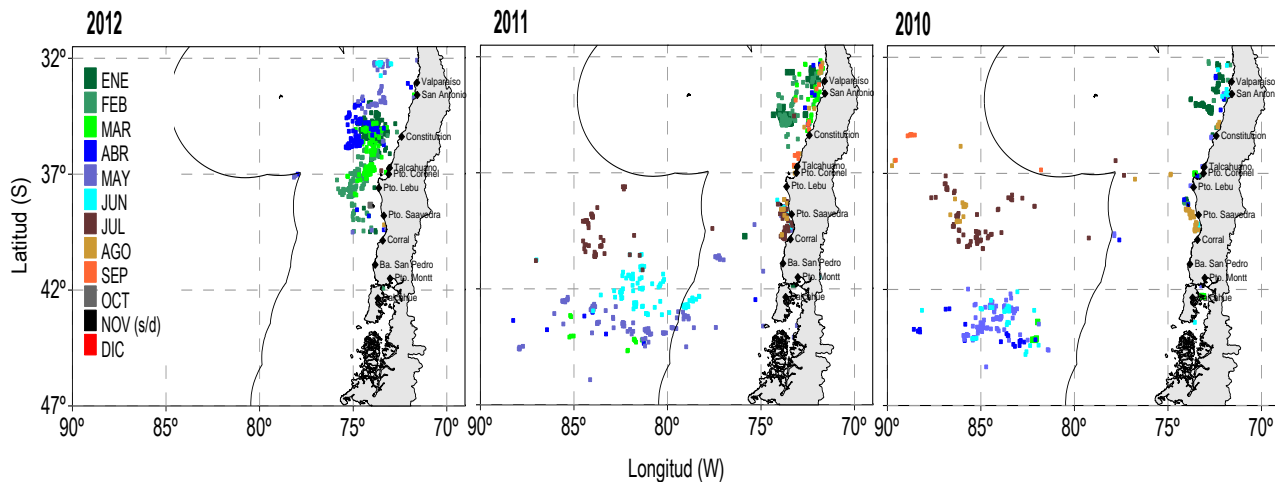 2012
2011
2010
Latitud (S)
32º
37º
42º
47º
ENE
FEB
MAR
ABR
MAY
JUN
JUL
AGO
SEP
OCT
NOV (s/d)
DIC
Valparaíso
San Antonio
Constitucion
Talcahuano
Pto. Coronel
Pto. Lebu
Pto. Saavedra
Corral
Ba. San Pedro
Pto. Montt
Valparaíso
San Antonio
Constitucion
Talcahuano
Pto. Coronel
Pto. Lebu
Pto. Saavedra
Corral
Ba. San Pedro
Pto. Montt
Valparaíso
San Antonio
Constitucion
Talcahuano
Pto. Coronel
Pto. Lebu
Pto. Saavedra
Corral
Ba. San Pedro
Pto. Montt
90º 85º 80º 75º 70º
85º 80º 75º 70º
90º 85º 80º 75º 70º
Longitud (W)